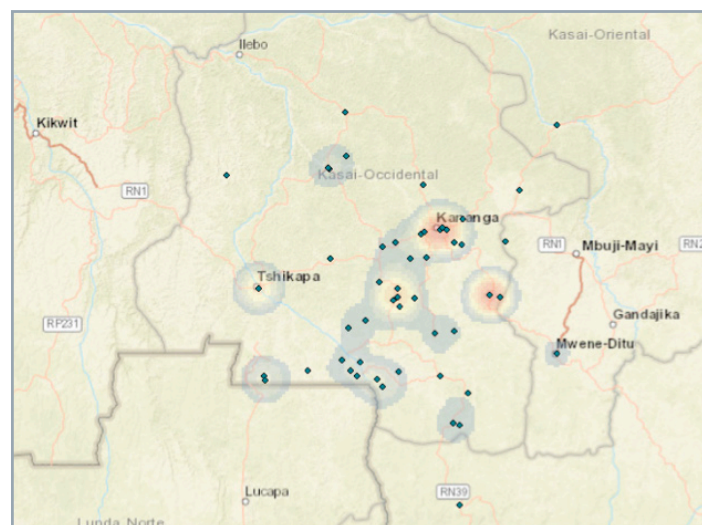 Kasai-Oriental
Ilebo
Kikwit
Kasai-Occidental
RN1
Kananga
RN1
RN2
Mbuji-Mayi
Tshikapa
RP231
Gandajika
Mwene-Ditu
Lucapa
RN39
Lunda Norte